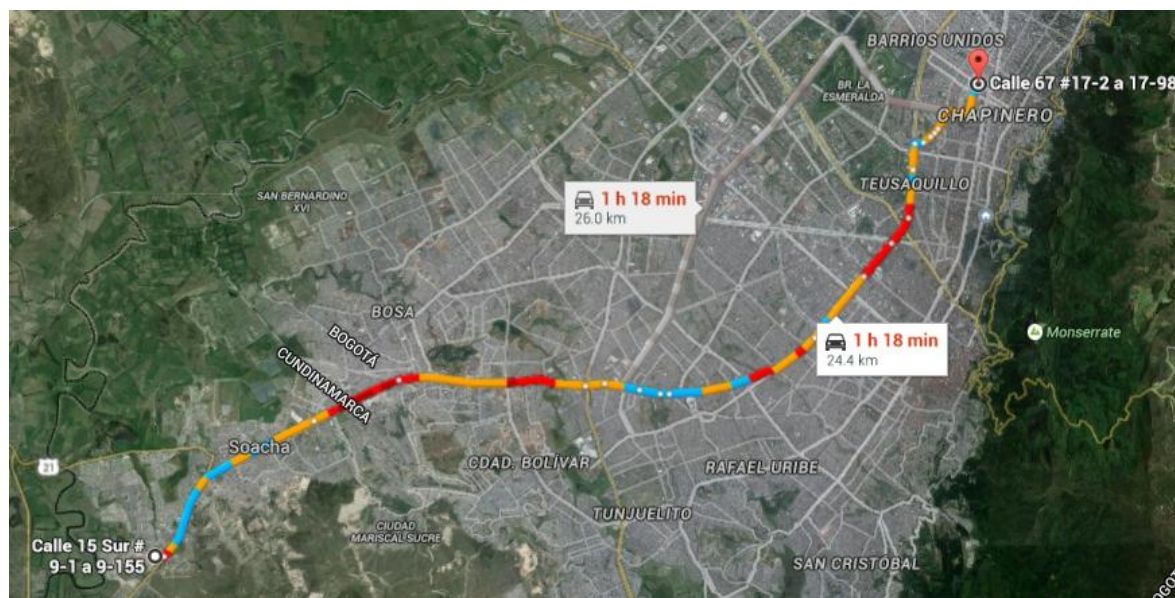 BARRIOS UNIDOS
BR. LA
ESMERALDA
Calle 67 #17-2 a 17-98
CHAPINERO
SAN BERNARDINO
XVI
1 h 18 min
26.0 km
TEUSAQUILLO
BOSA
BOGOTÁ
CUNDINAMARCA
1 h 18 min
24.4 km
Monserrate
Soacha
21
CDAD. BOLÍVAR
RAFAEL URIBE
TUNJUELITO
CIUDAD
MARISCAL SUCRE
Calle 15 Sur #
9-1 a 9-155
SAN CRISTÓBAL